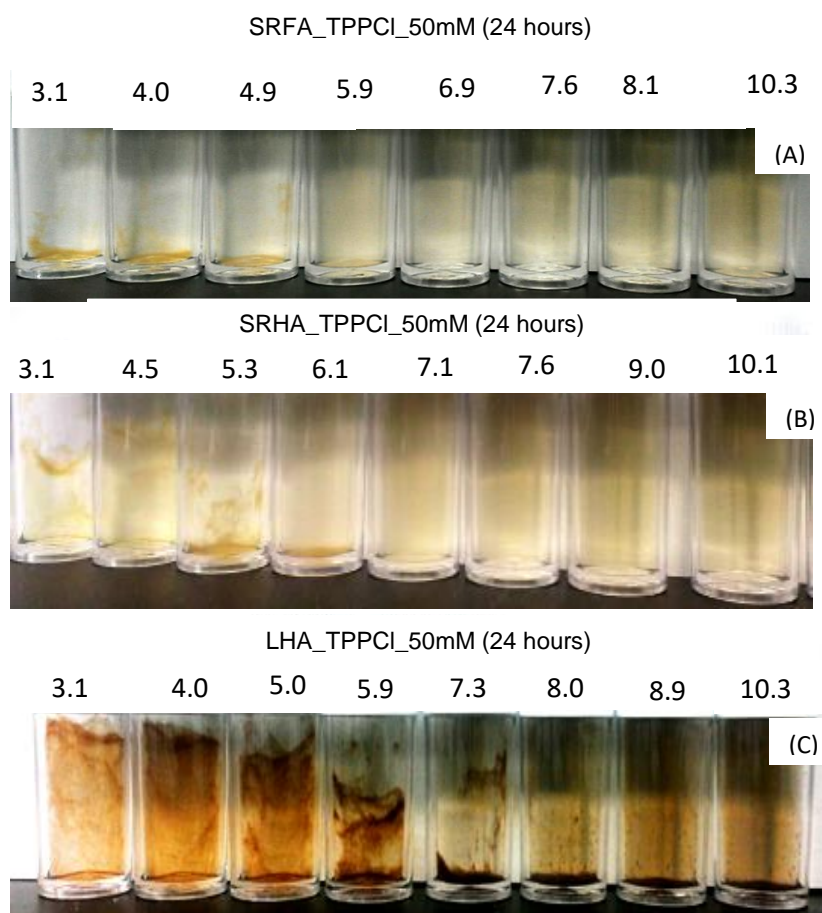 SRFA_TPPCl_50mM (24 hours)
3.1 4.0 4.9 5.9 6.9 7.6 8.1 10.3
(A)
SRHA_TPPCl_50mM (24 hours)
3.1 4.5 5.3 6.1 7.1 7.6 9.0 10.1
(B)
LHA_TPPCl_50mM (24 hours)
3.1 4.0 5.0 5.9 7.3 8.0 8.9 10.3
(C)